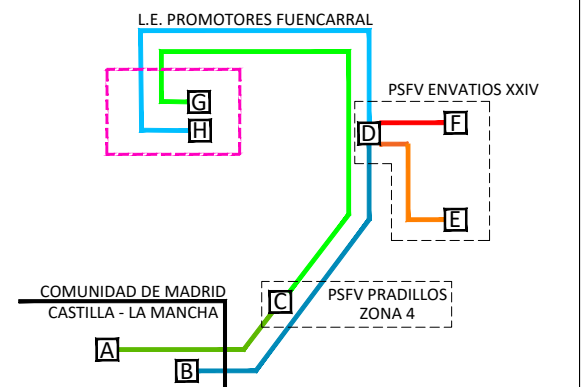 L.E. PROMOTORES FUENCARRAL
PSFV ENVATIOS XXIV
G
H
D
F
E
COMUNIDAD DE MADRID
CASTILLA - LA MANCHA
C
PSFV PRADILLOS
ZONA 4
A
B